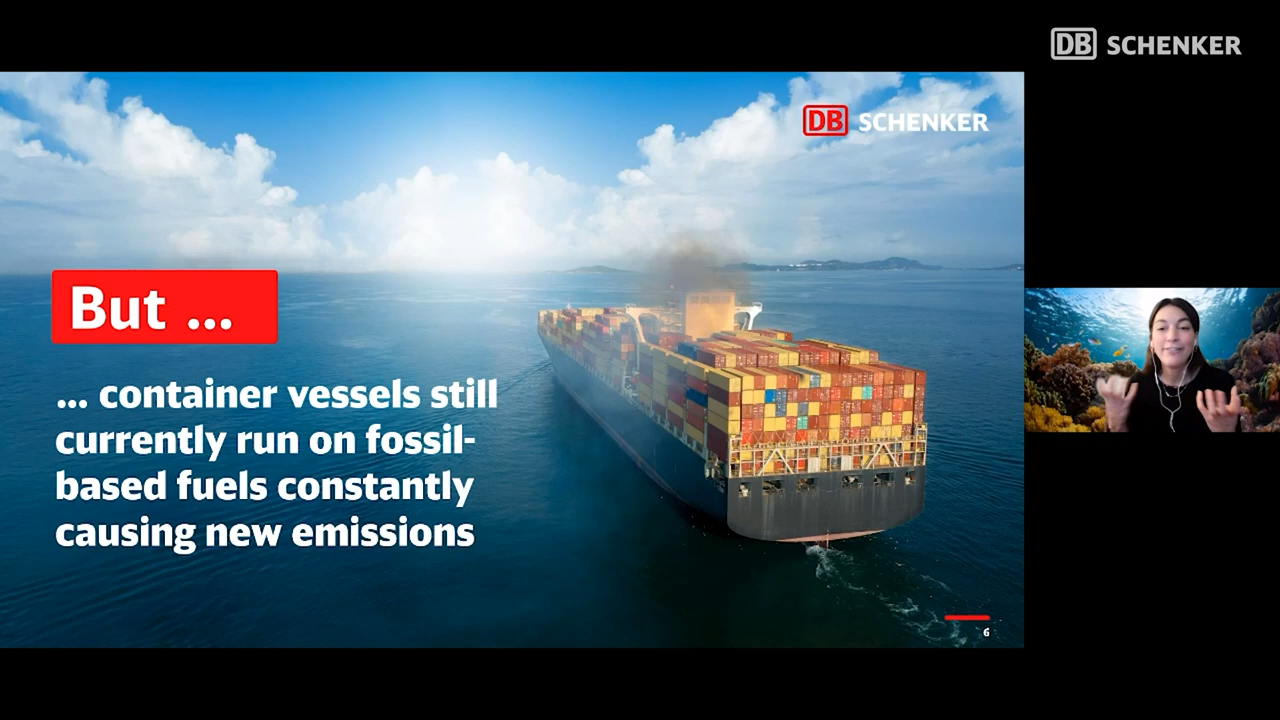 DB SCHENKER
DB SCHENKER
But ...
... container vessels still
currently run on fossil-
based fuels constantly
causing new emissions
6